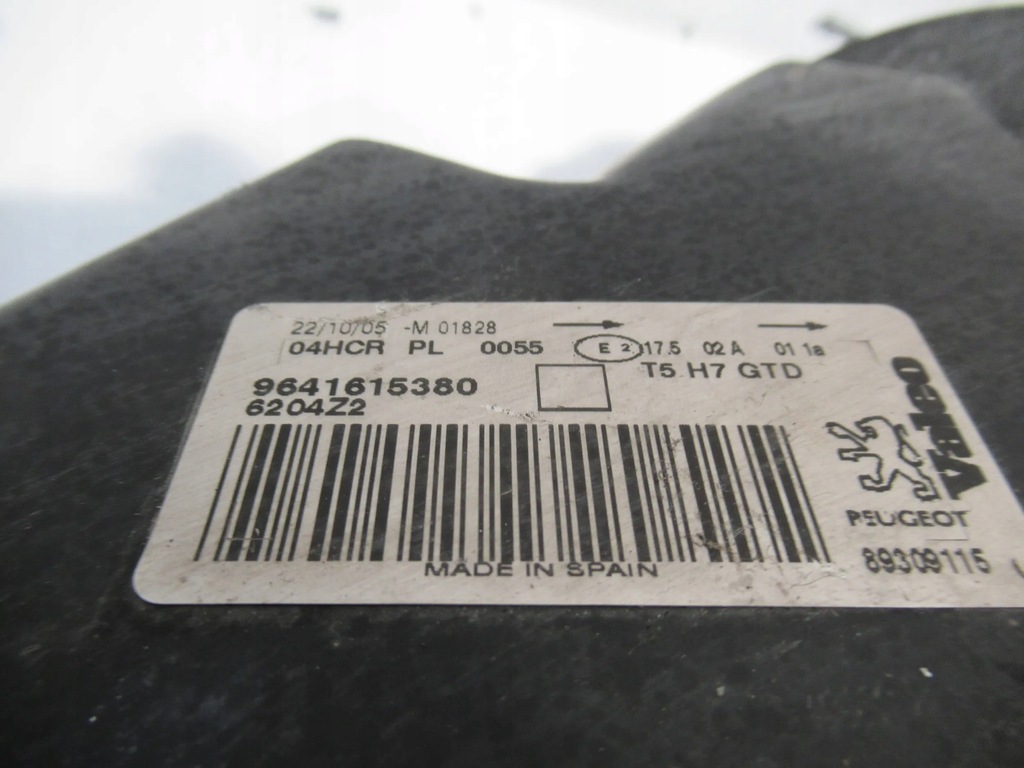 22/10/05 -M 01828
04HCR PL 0055 E2 17.5 02 A 01 1a
T5 H7 GTD
9641615380
6204Z2
MADE IN SPAIN
Valeo
PEUGEOT
89309115